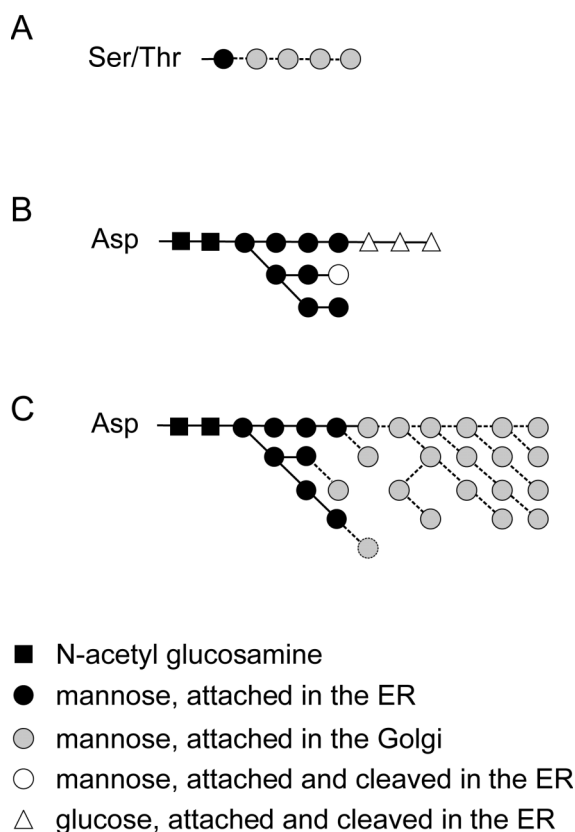 A
Ser/Thr
B
Asp
C
Asp
N-acetyl glucosamine
mannose, attached in the ER
mannose, attached in the Golgi
mannose, attached and cleaved in the ER
glucose, attached and cleaved in the ER